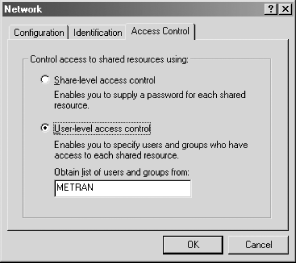 Network
Configuration Identification Access Control
Control access to shared resources using:
Share-level access control
Enables you to supply a password for each shared
resource.
User-level access control
Enables you to specify users and groups who have
access to each shared resource.
Obtain list of users and groups from:
METRAN
OK Cancel